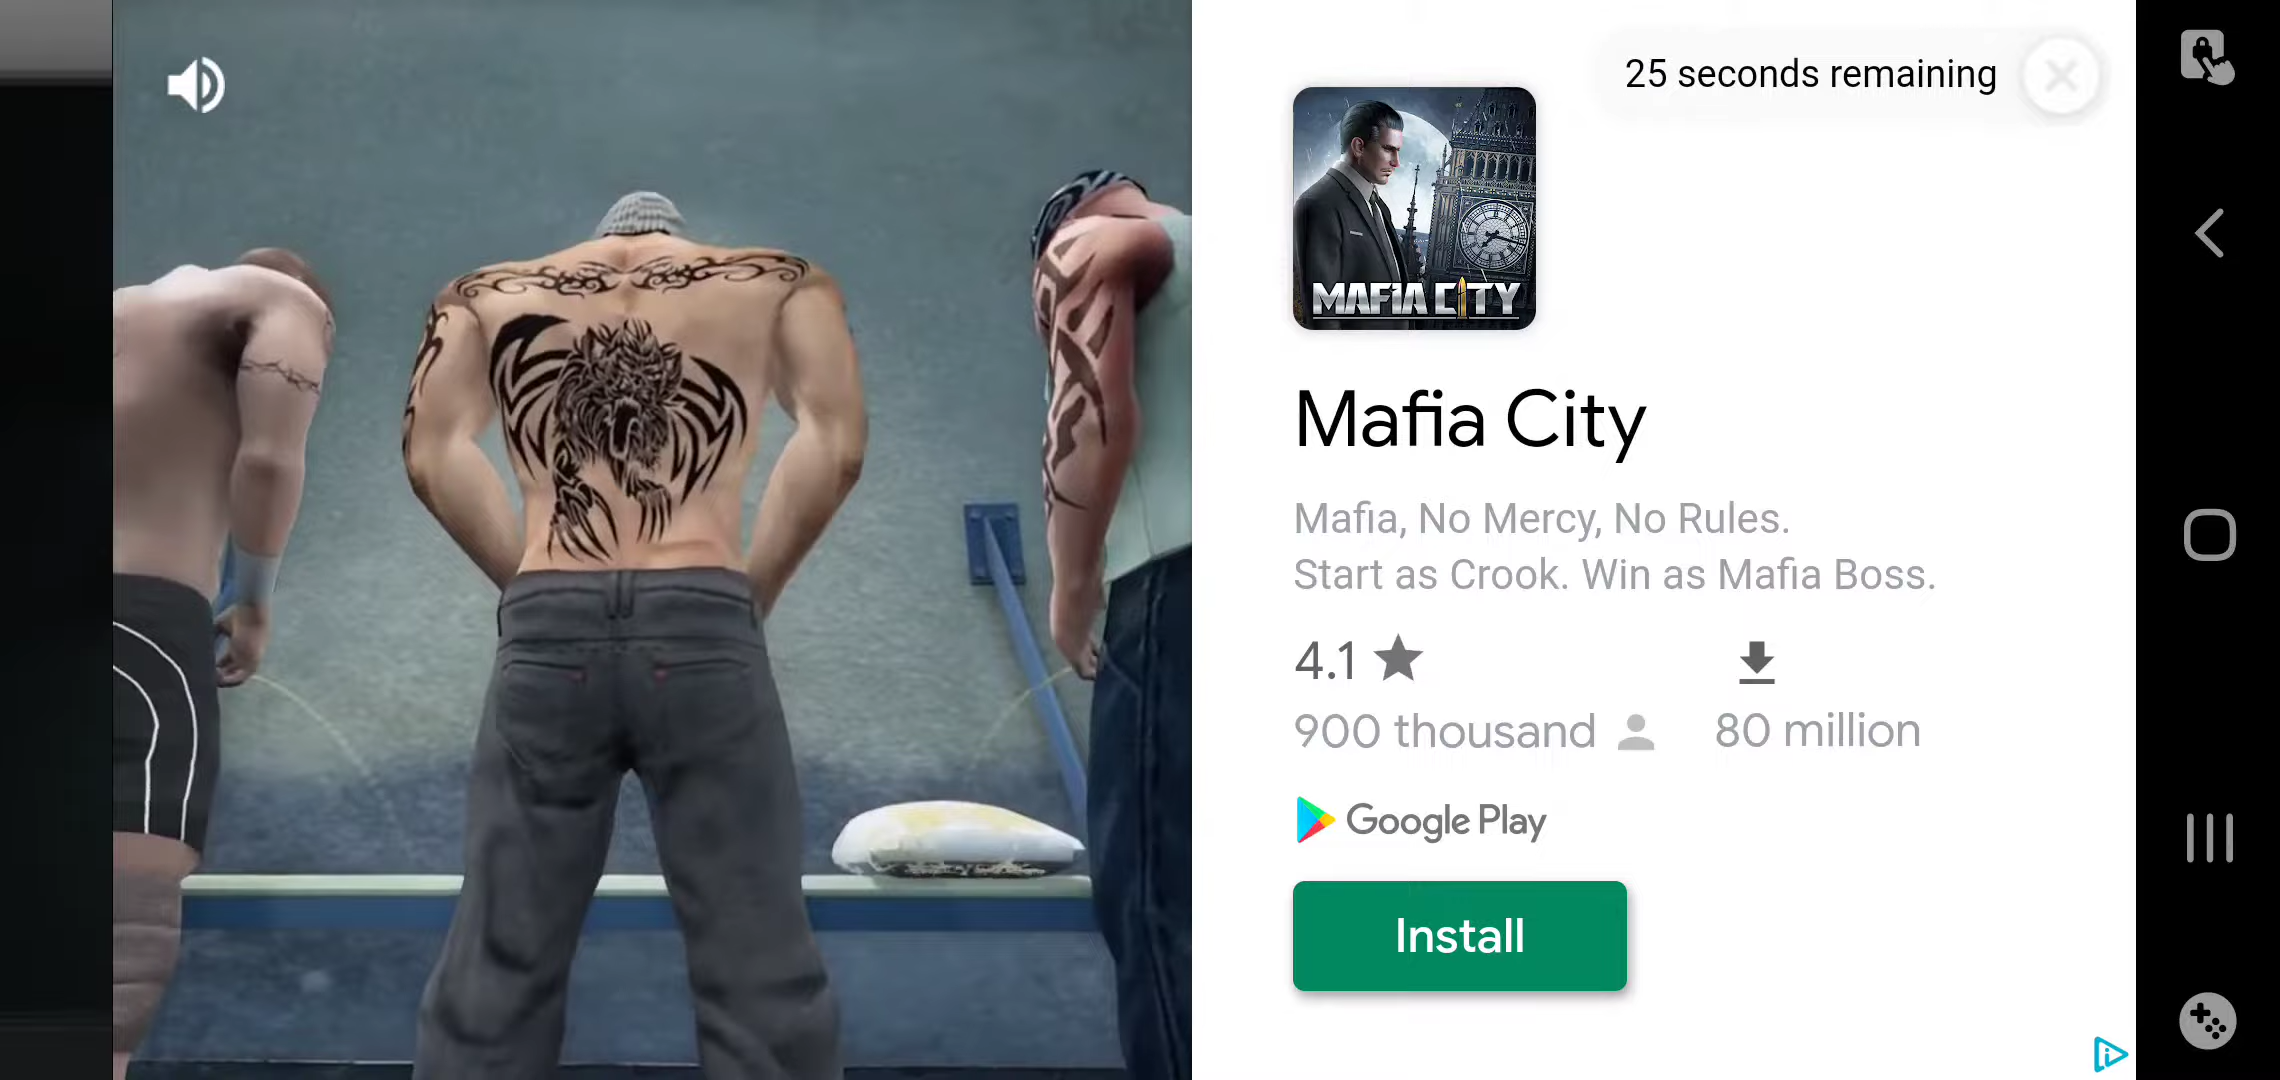 25 seconds remaining
MAFIA CITY
Mafia City
Mafia, No Mercy, No Rules.
Start as Crook. Win as Mafia Boss.
4.1
900 thousand
80 million
Google Play
Install